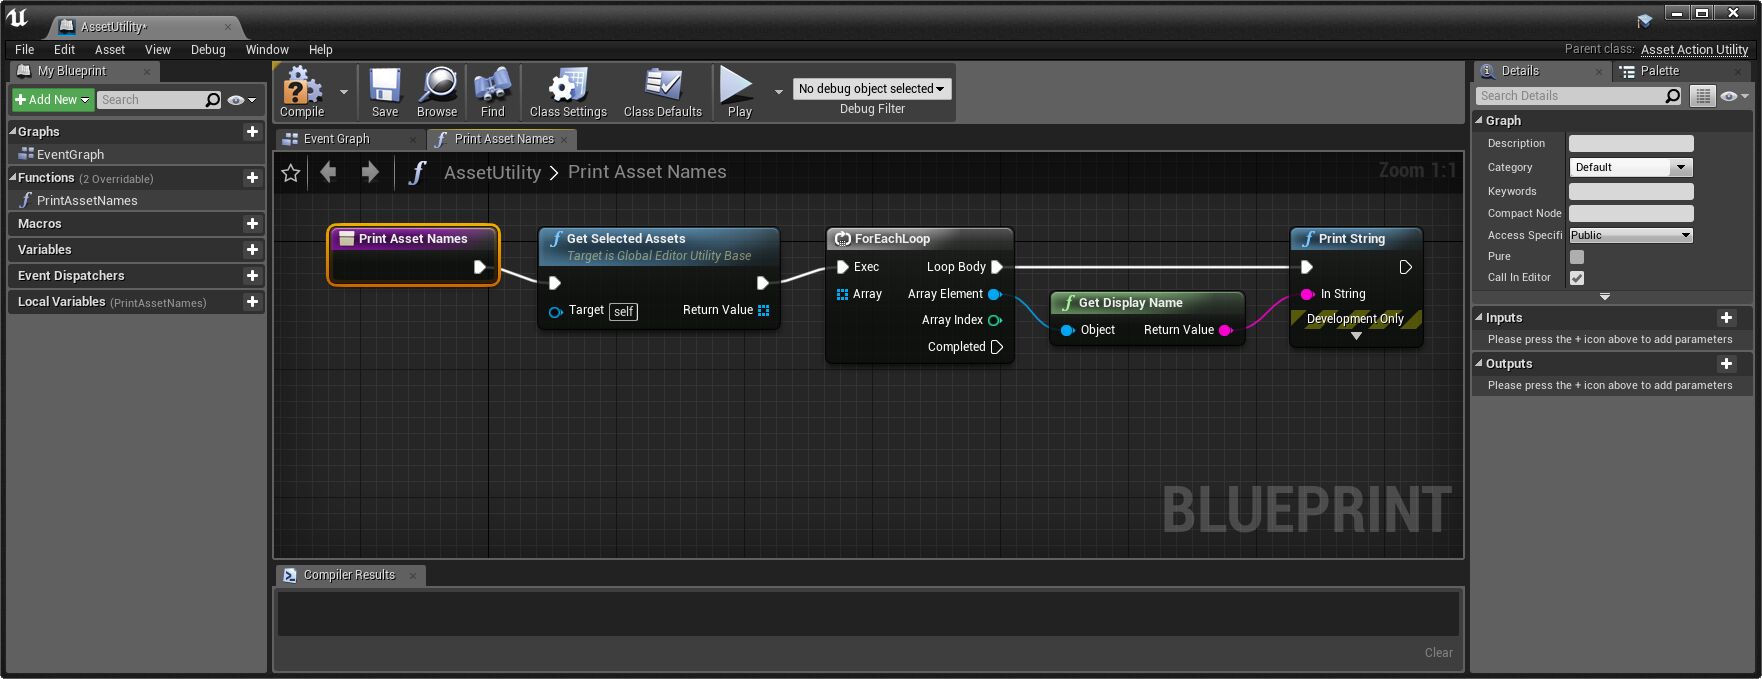 AssetUtility*
File Edit Asset View Debug Window Help
Parent class: Asset Action Utility
My Blueprint
Add New
Search
Graphs
EventGraph
Functions (2 Overridable)
PrintAssetNames
Macros
Variables
Event Dispatchers
Local Variables (PrintAssetNames)
Compile
Save
Browse
Find
Class Settings
Class Defaults
Play
No debug object selected
Debug Filter
Event Graph
Print Asset Names
AssetUtility > Print Asset Names
Zoom 1:1
Print Asset Names
Get Selected Assets
Target is Global Editor Utility Base
Target self
Return Value
ForEachLoop
Exec
Loop Body
Array
Array Element
Array Index
Completed
Get Display Name
Object
Return Value
Print String
In String
Development Only
BLUEPRINT
Compiler Results
Clear
Details
Palette
Search Details
Graph
Description
Category Default
Keywords
Compact Node
Access Specifi Public
Pure
Call In Editor
Inputs
Please press the + icon above to add parameters
Outputs
Please press the + icon above to add parameters